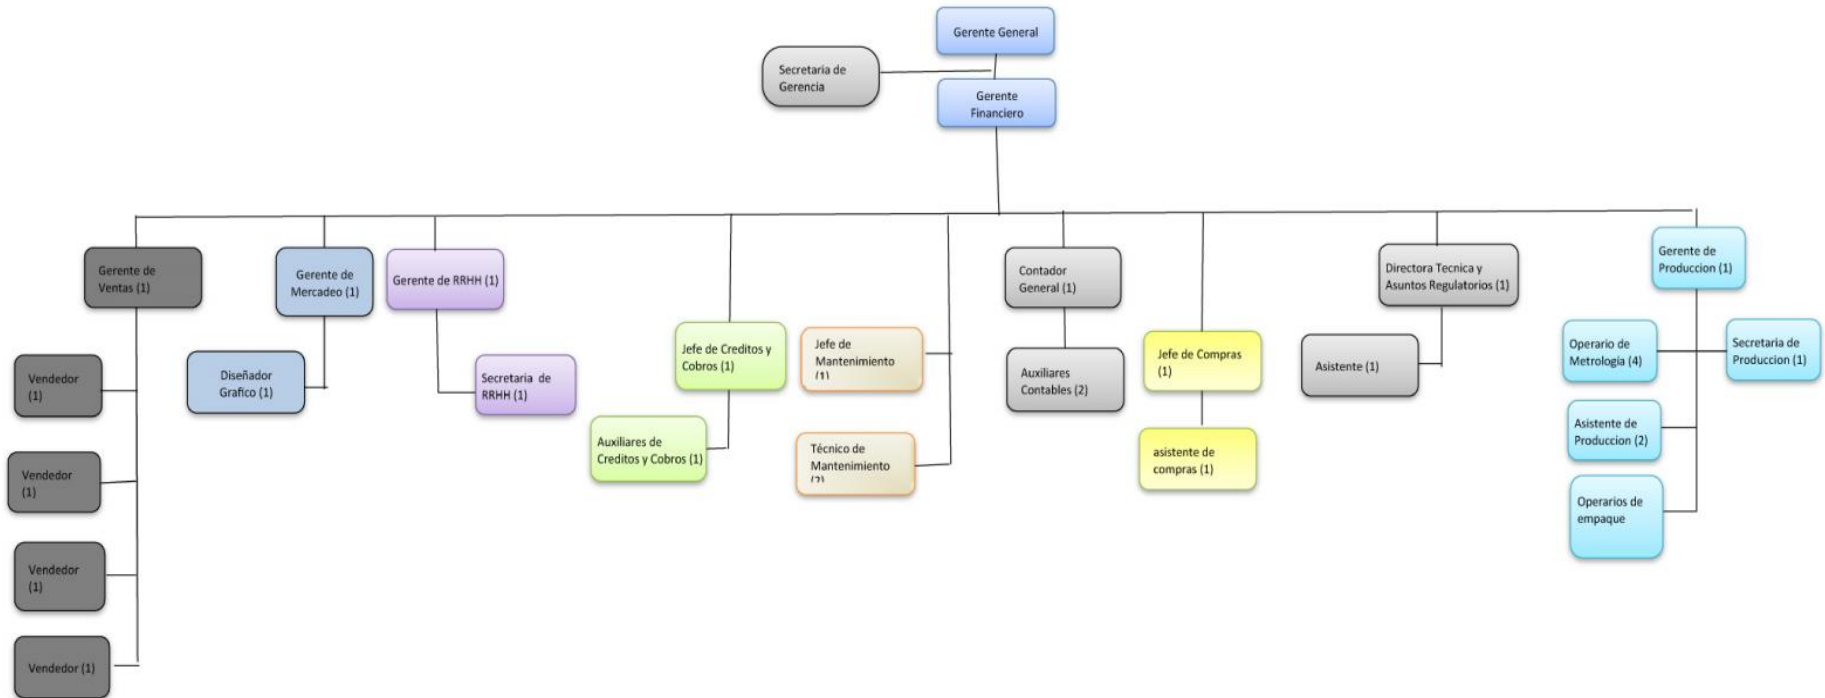 Gerente General
Secretaria de
Gerencia
Gerente
Financiero
Gerente de
Ventas (1)
Gerente de
Mercadeo (1)
Gerente de RRHH (1)
Contador
General (1)
Directora Tecnica y
Asuntos Regulatorios (1)
Gerente de
Produccion (1)
Vendedor
(1)
Diseñador
Grafico (1)
Secretaria de
RRHH (1)
Jefe de Creditos y
Cobros (1)
Jefe de
Mantenimiento
(1)
Auxiliares
Contables (2)
Jefe de Compras
(1)
Asistente (1)
Operario de
Metrología (4)
Secretaria de
Produccion (1)
Vendedor
(1)
Auxiliares de
Creditos y Cobros (1)
Técnico de
Mantenimiento
(2)
asistente de
compras (1)
Asistente de
Produccion (2)
Operarios de
empaque
Vendedor
(1)
Vendedor (1)